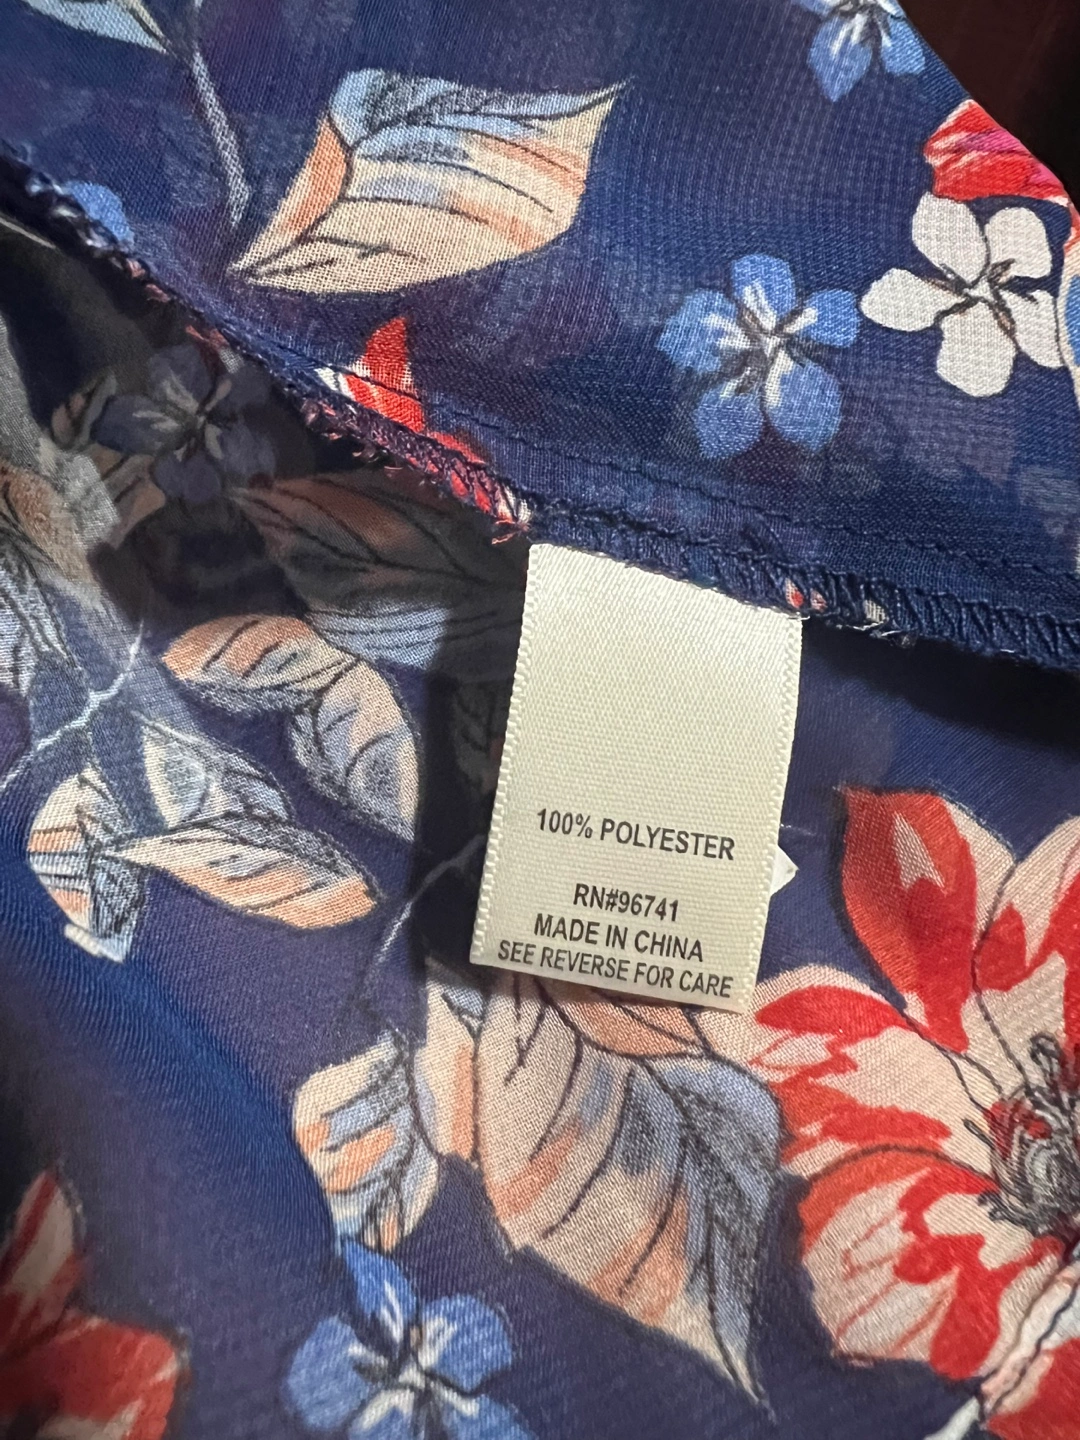 100% POLYESTER
RN#96741
MADE IN CHINA
SEE REVERSE FOR CARE